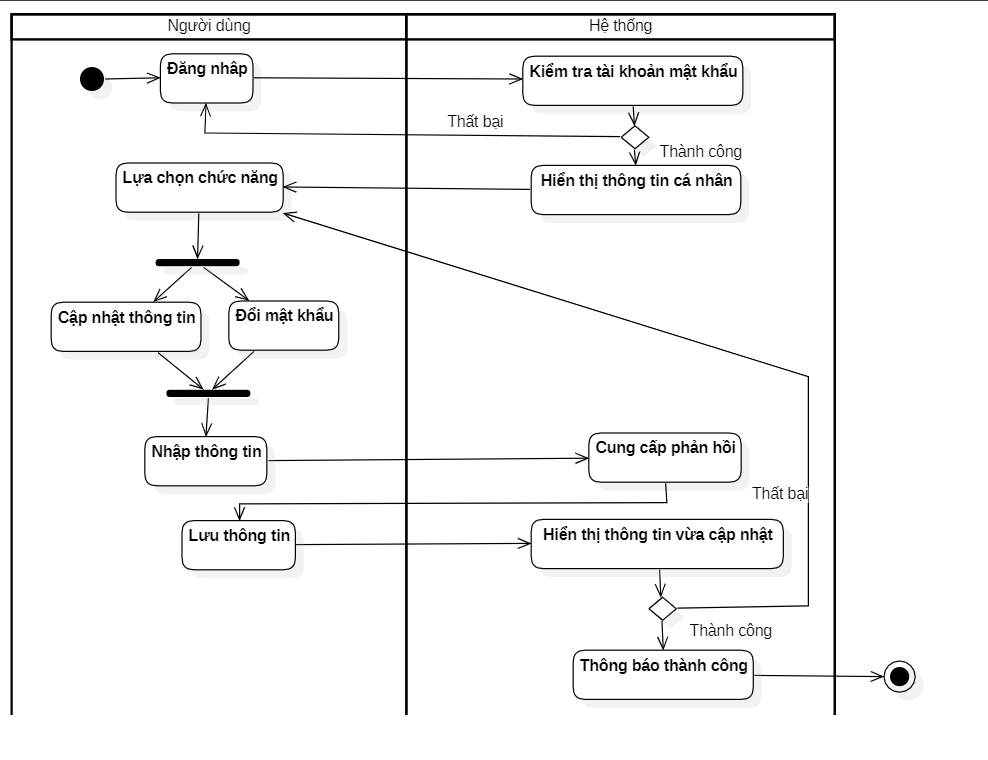 Người dùng
Hệ thống
Đăng nhâp
Kiểm tra tài khoản mật khẩu
Thất bại
Thành công
Lựa chọn chức năng
Hiển thị thông tin cá nhân
Cập nhật thông tin
Đổi mật khẩu
Nhập thông tin
Cung cấp phản hồi
Thất bại
Lưu thông tin
Hiển thị thông tin vừa cập nhật
Thành công
Thông báo thành công